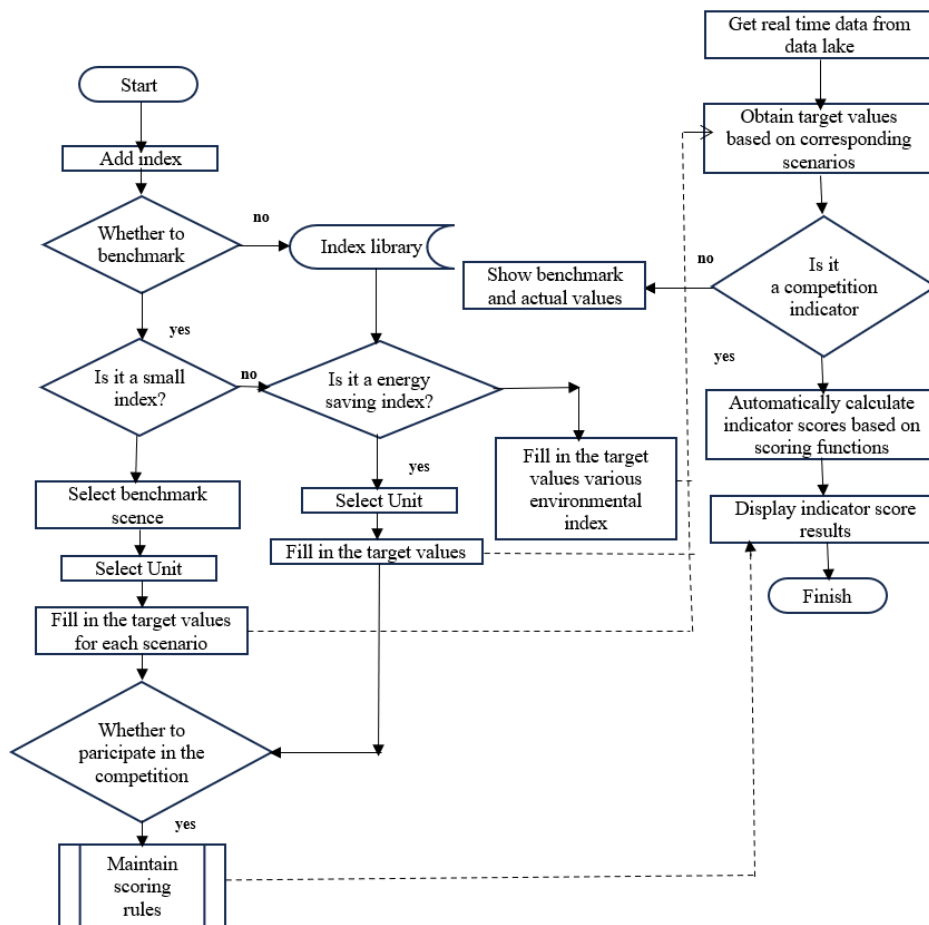 Start
Add index
Whether to
benchmark
no
Index library
yes
Is it a small
index?
no
Is it a energy
saving index?
yes
Select benchmark
scence
Select Unit
Fill in the target values
for each scenario
Select Unit
Fill in the target values
Fill in the target
values various
environmental
index
Whether to
paricipate in the
competition
yes
Maintain
scoring
rules
Get real time data from
data lake
Obtain target values
based on corresponding
scenarios
Is it
a competition
indicator
no
Show benchmark
and actual values
yes
Automatically calculate
indicator scores based on
scoring functions
Display indicator score
results
Finish